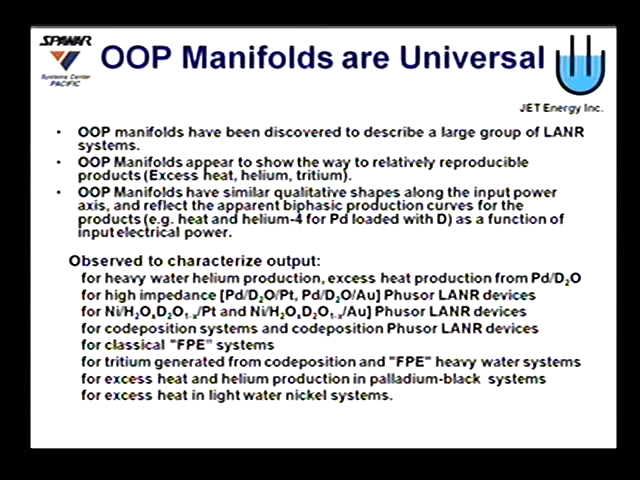 SPAWAR
Systems Center
PACIFIC
OOP Manifolds are Universal
JET Energy Inc.
• OOP manifolds have been discovered to describe a large group of LANR
systems.
• OOP Manifolds appear to show the way to relatively reproducible
products (Excess heat, helium, tritium).
• OOP Manifolds have similar qualitative shapes along the input power
axis, and reflect the apparent biphasic production curves for the
products (e.g. heat and helium-4 for Pd loaded with D) as a function of
input electrical power.
Observed to characterize output:
for heavy water helium production, excess heat production from Pd/D₂O
for high impedance [Pd/D₂O/Pt, Pd/D₂O/Au] Phusor LANR devices
for Ni/H₂OₓD₂O₁₋ₓ/Pt and Ni/H₂OₓD₂O₁₋ₓ/Au] Phusor LANR devices
for codeposition systems and codeposition Phusor LANR devices
for classical "FPE" systems
for tritium generated from codeposition and "FPE" heavy water systems
for excess heat and helium production in palladium-black systems
for excess heat in light water nickel systems.